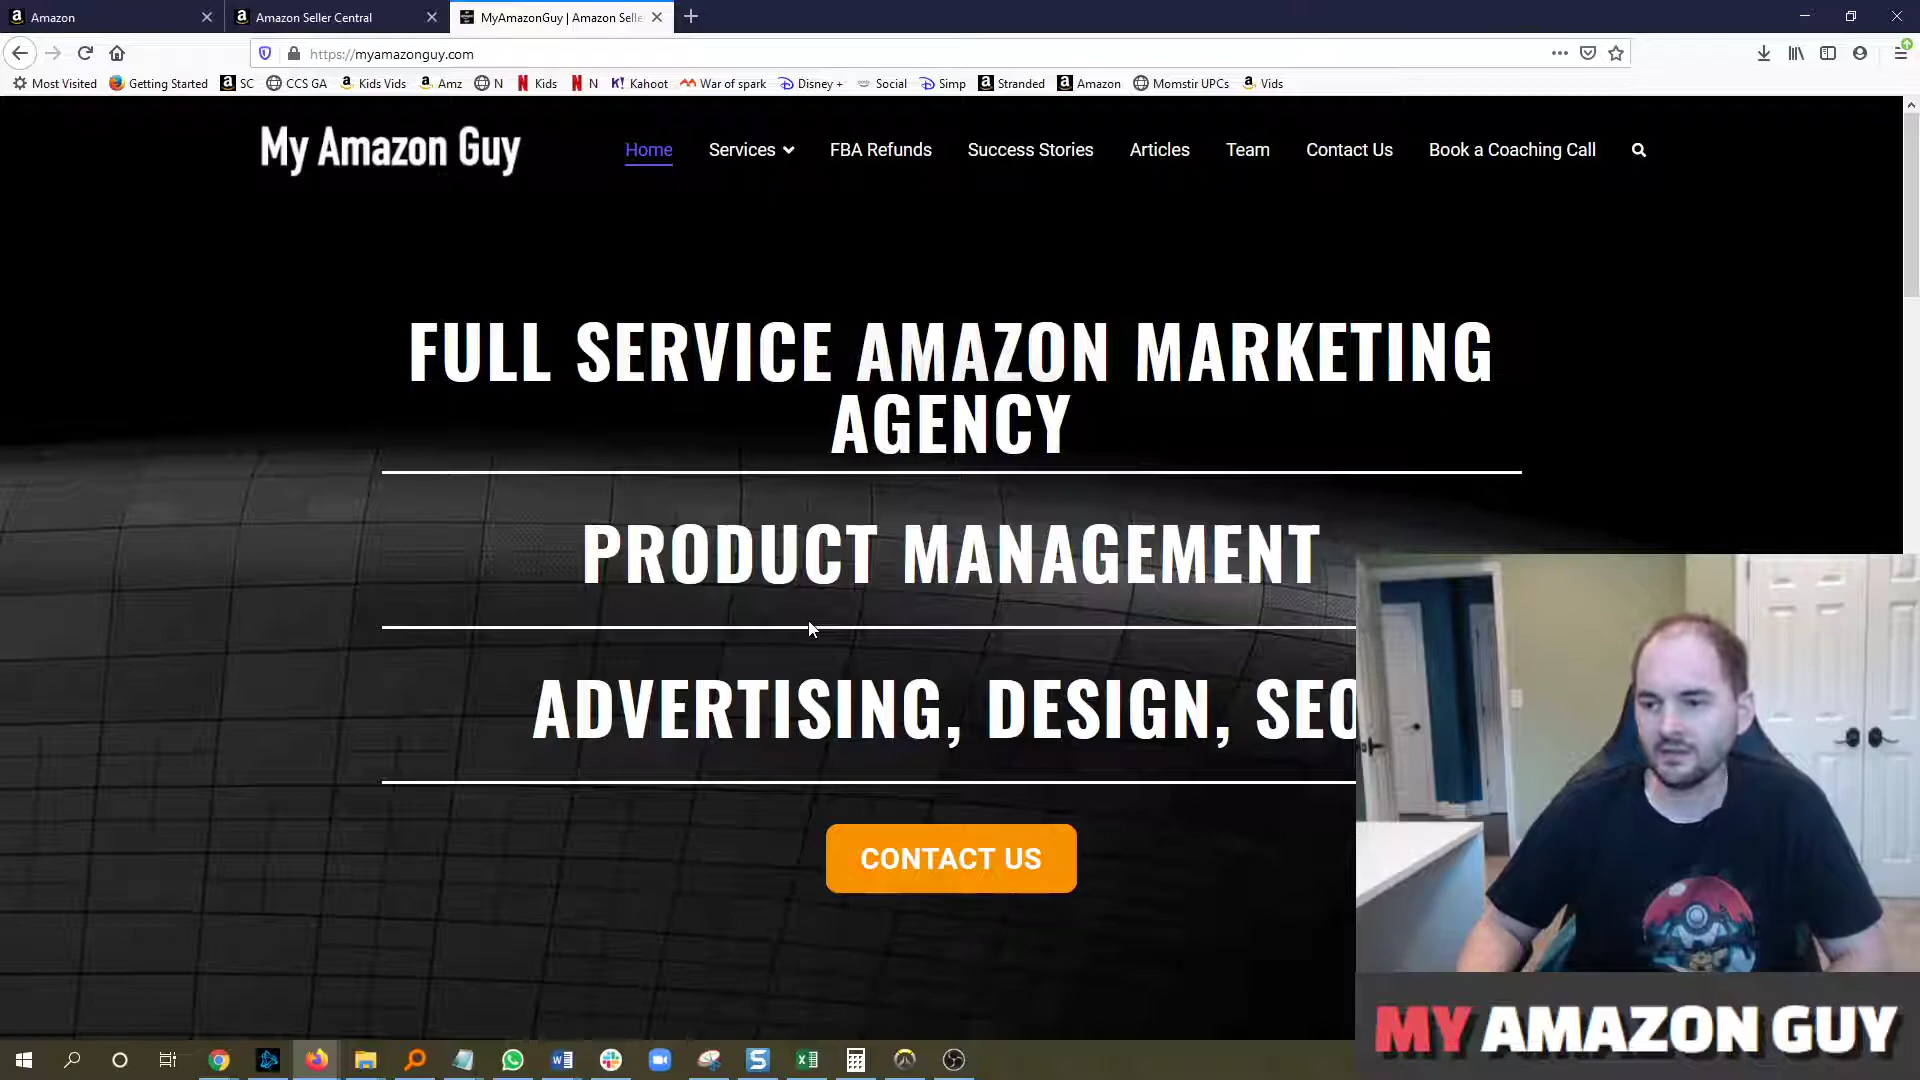 Amazon
Amazon Seller Central
MyAmazonGuy | Amazon Selle
https://myamazonguy.com
Most Visited
Getting Started
SC
CCS GA
Kids Vids
Amz
N
Kids
N
Kahoot
War of spark
Disney +
Social
Simp
Stranded
Amazon
Momstir UPCs
Vids
My Amazon Guy
Home
Services
FBA Refunds
Success Stories
Articles
Team
Contact Us
Book a Coaching Call
FULL SERVICE AMAZON MARKETING
AGENCY
PRODUCT MANAGEMENT
ADVERTISING, DESIGN, SEO
CONTACT US
MY AMAZON GUY